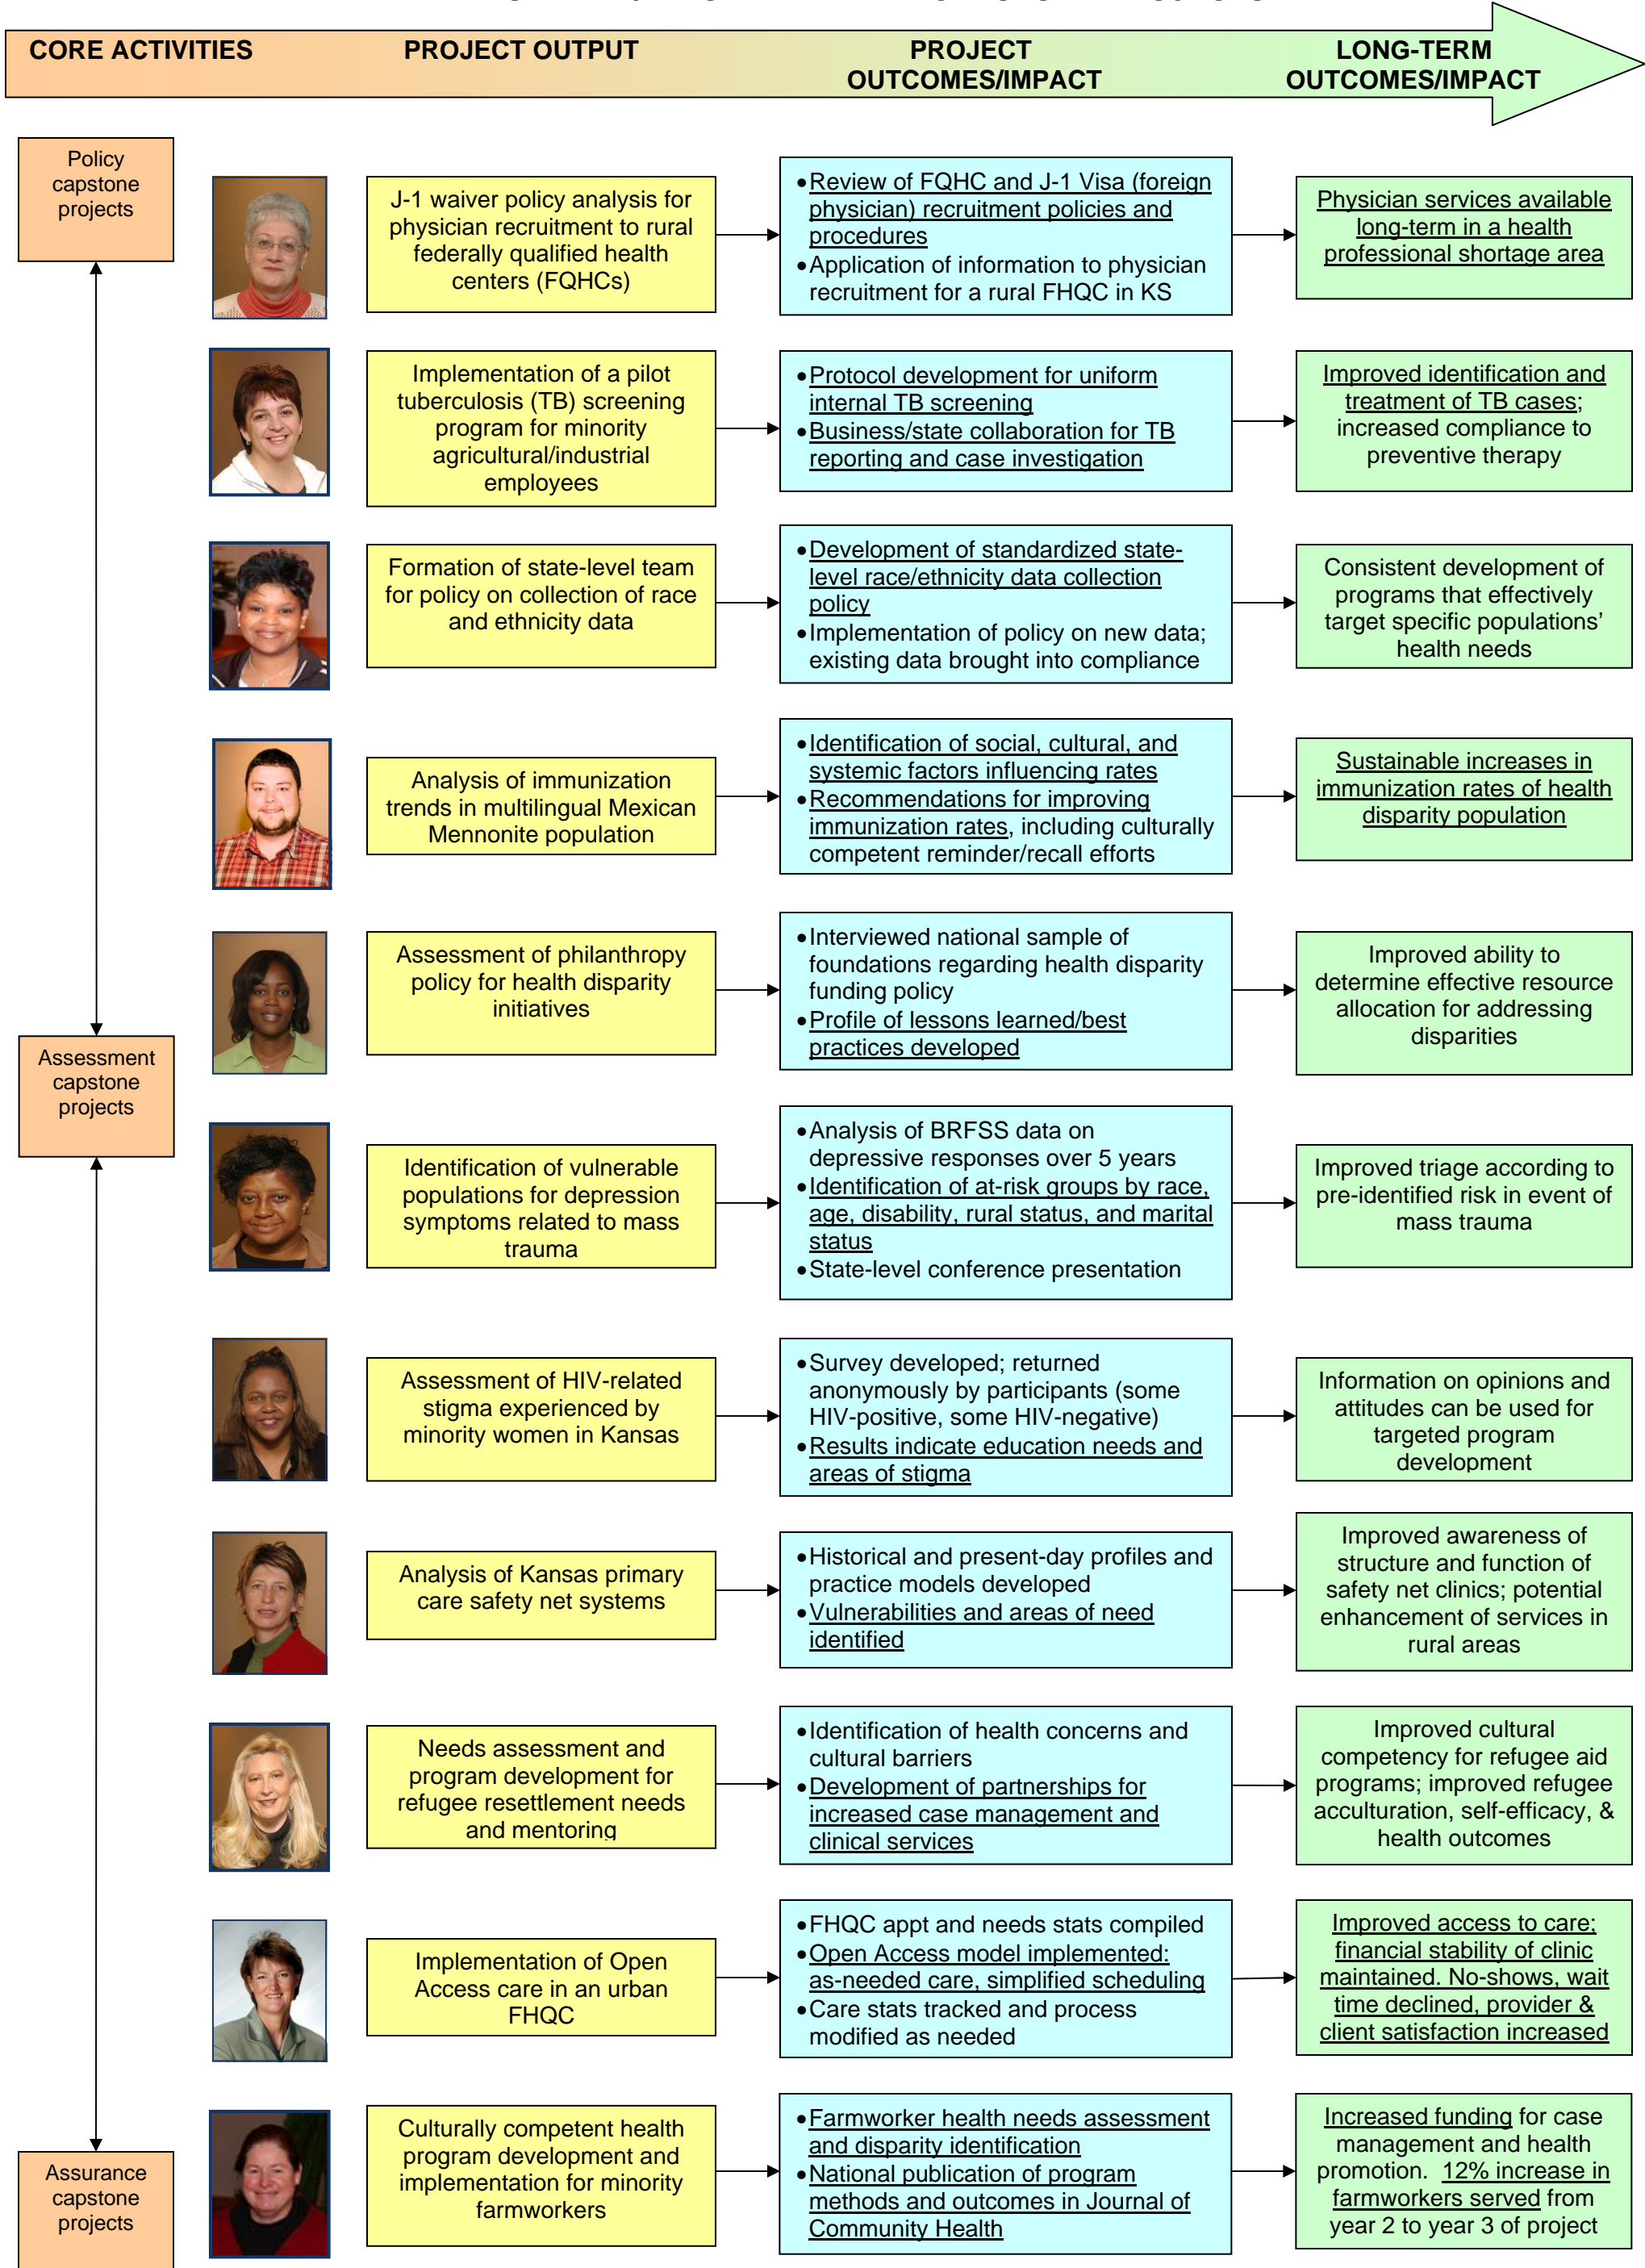 CORE ACTIVITIES
PROJECT OUTPUT
PROJECT
OUTCOMES/IMPACT
LONG-TERM
OUTCOMES/IMPACT
Policy
capstone
projects
J-1 waiver policy analysis for
physician recruitment to rural
federally qualified health
centers (FQHCs)
•Review of FQHC and J-1 Visa (foreign
physician) recruitment policies and
procedures
•Application of information to physician
recruitment for a rural FHQC in KS
Physician services available
long-term in a health
professional shortage area
Implementation of a pilot
tuberculosis (TB) screening
program for minority
agricultural/industrial
employees
•Protocol development for uniform
internal TB screening
•Business/state collaboration for TB
reporting and case investigation
Improved identification and
treatment of TB cases;
increased compliance to
preventive therapy
Formation of state-level team
for policy on collection of race
and ethnicity data
•Development of standardized state-
level race/ethnicity data collection
policy
•Implementation of policy on new data;
existing data brought into compliance
Consistent development of
programs that effectively
target specific populations’
health needs
Analysis of immunization
trends in multilingual Mexican
Mennonite population
•Identification of social, cultural, and
systemic factors influencing rates
•Recommendations for improving
immunization rates, including culturally
competent reminder/recall efforts
Sustainable increases in
immunization rates of health
disparity population
Assessment of philanthropy
policy for health disparity
initiatives
•Interviewed national sample of
foundations regarding health disparity
funding policy
•Profile of lessons learned/best
practices developed
Improved ability to
determine effective resource
allocation for addressing
disparities
Assessment
capstone
projects
Identification of vulnerable
populations for depression
symptoms related to mass
trauma
•Analysis of BRFSS data on
depressive responses over 5 years
•Identification of at-risk groups by race,
age, disability, rural status, and marital
status
•State-level conference presentation
Improved triage according to
pre-identified risk in event of
mass trauma
Assessment of HIV-related
stigma experienced by
minority women in Kansas
•Survey developed; returned
anonymously by participants (some
HIV-positive, some HIV-negative)
•Results indicate education needs and
areas of stigma
Information on opinions and
attitudes can be used for
targeted program
development
Analysis of Kansas primary
care safety net systems
•Historical and present-day profiles and
practice models developed
•Vulnerabilities and areas of need
identified
Improved awareness of
structure and function of
safety net clinics; potential
enhancement of services in
rural areas
Needs assessment and
program development for
refugee resettlement needs
and mentoring
•Identification of health concerns and
cultural barriers
•Development of partnerships for
increased case management and
clinical services
Improved cultural
competency for refugee aid
programs; improved refugee
acculturation, self-efficacy, &
health outcomes
Implementation of Open
Access care in an urban
FHQC
•FHQC appt and needs stats compiled
•Open Access model implemented:
as-needed care, simplified scheduling
•Care stats tracked and process
modified as needed
Improved access to care;
financial stability of clinic
maintained. No-shows, wait
time declined, provider &
client satisfaction increased
Assurance
capstone
projects
Culturally competent health
program development and
implementation for minority
farmworkers
•Farmworker health needs assessment
and disparity identification
•National publication of program
methods and outcomes in Journal of
Community Health
Increased funding for case
management and health
promotion. 12% increase in
farmworkers served from
year 2 to year 3 of project